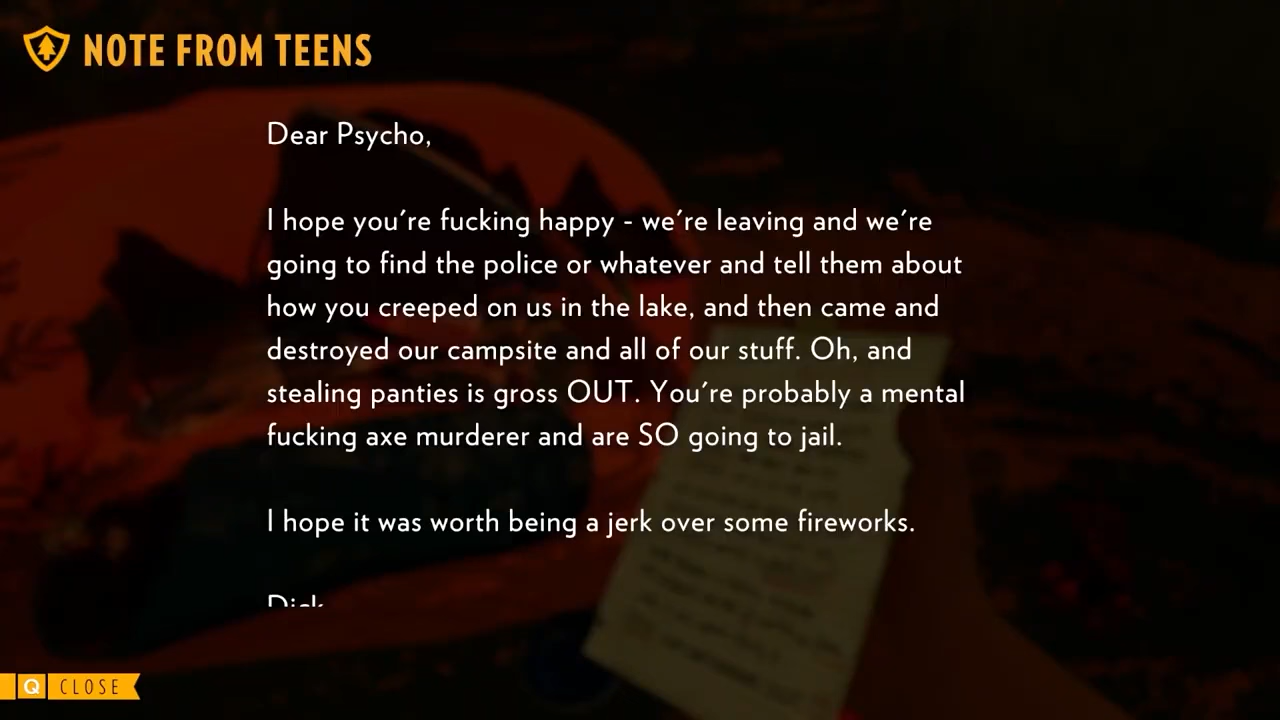 NOTE FROM TEENS
Dear Psycho,
I hope you're fucking happy - we're leaving and we're
going to find the police or whatever and tell them about
how you creeped on us in the lake, and then came and
destroyed our campsite and all of our stuff. Oh, and
stealing panties is gross OUT. You're probably a mental
fucking axe murderer and are SO going to jail.
I hope it was worth being a jerk over some fireworks.
Dick
Q CLOSE